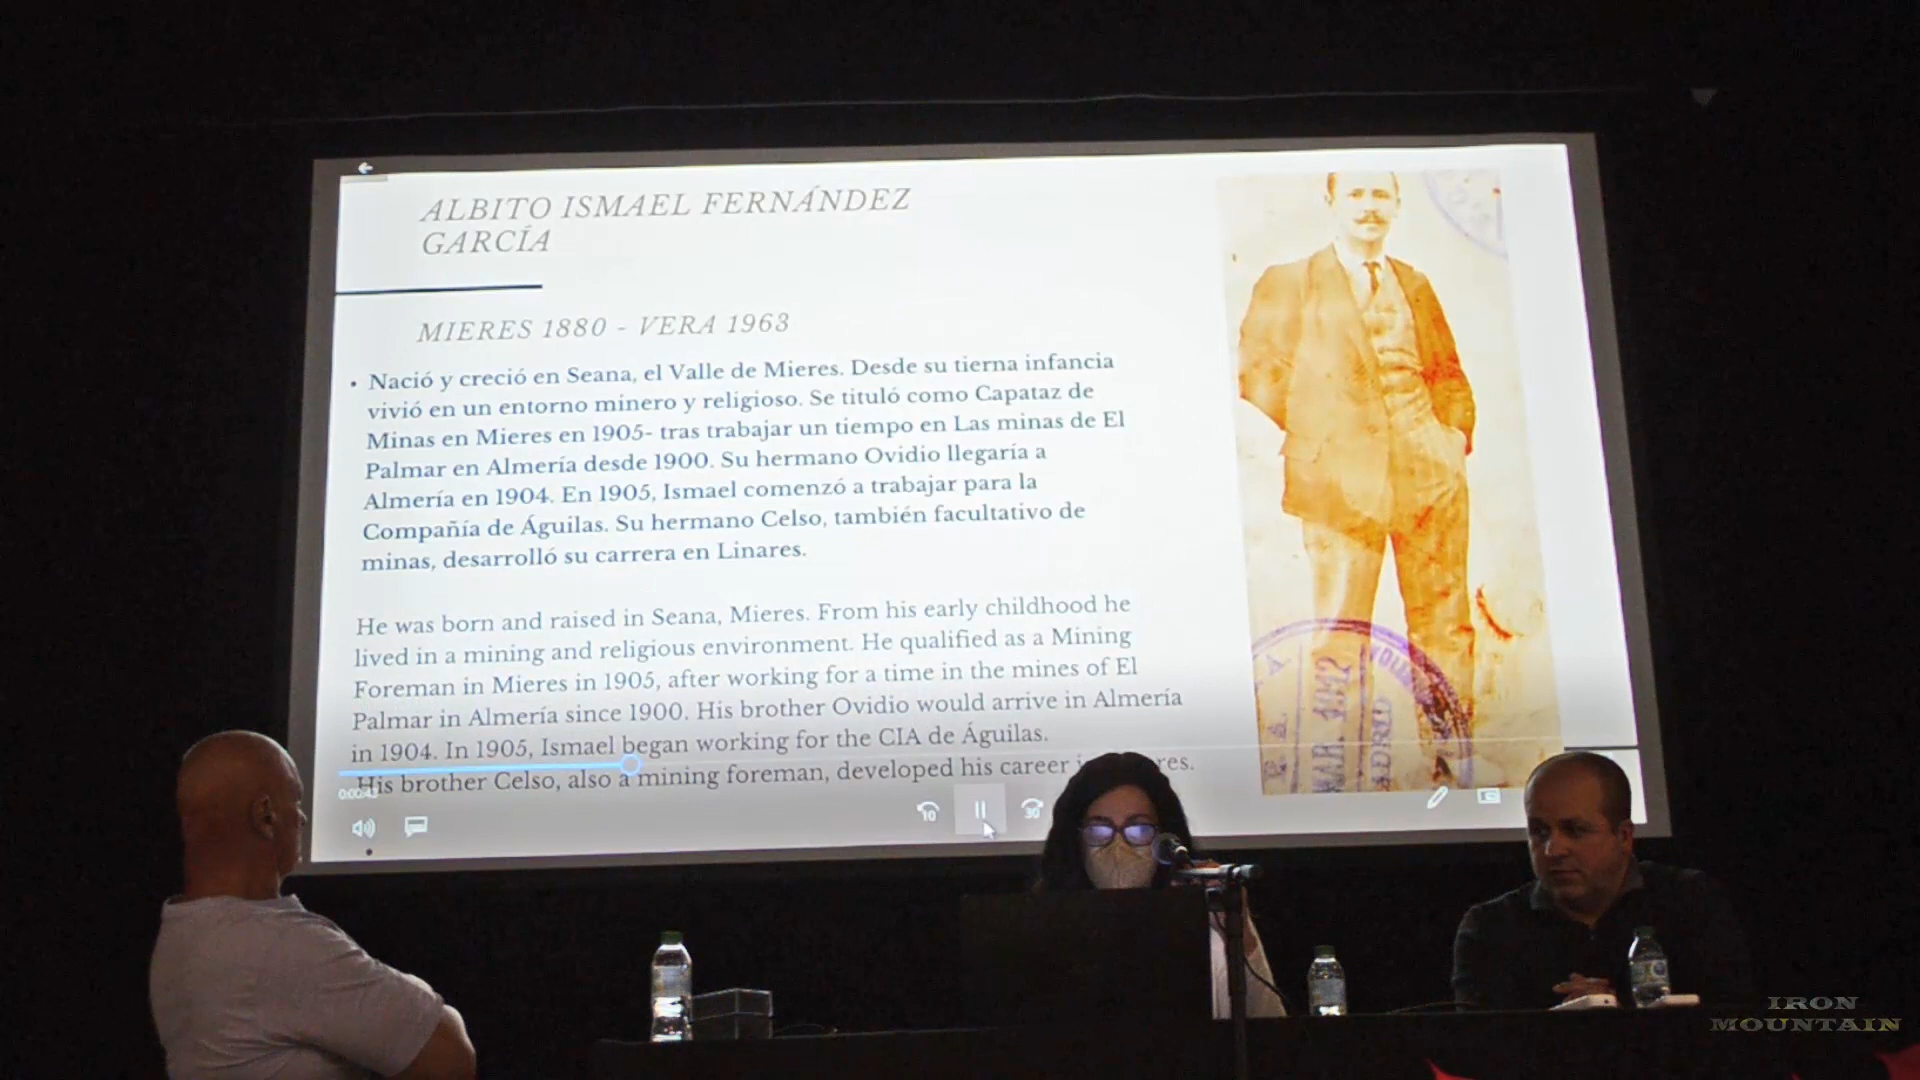 ALBITO ISMAEL FERNÁNDEZ
GARCÍA
MIERES 1880 - VERA 1963
• Nació y creció en Seana, el Valle de Mieres. Desde su tierna infancia
vivió en un entorno minero y religioso. Se tituló como Capataz de
Minas en Mieres en 1905- tras trabajar un tiempo en Las minas de El
Palmar en Almería desde 1900. Su hermano Ovidio llegaría a
Almería en 1904. En 1905, Ismael comenzó a trabajar para la
Compañía de Águilas. Su hermano Celso, también facultativo de
minas, desarrolló su carrera en Linares.
He was born and raised in Seana, Mieres. From his early childhood he
lived in a mining and religious environment. He qualified as a Mining
Foreman in Mieres in 1905, after working for a time in the mines of El
Palmar in Almería since 1900. His brother Ovidio would arrive in Almería
in 1904. In 1905, Ismael began working for the CIA de Águilas.
His brother Celso, also a mining foreman, developed his career
10
30
MAR. 1912
IRON
MOUNTAIN